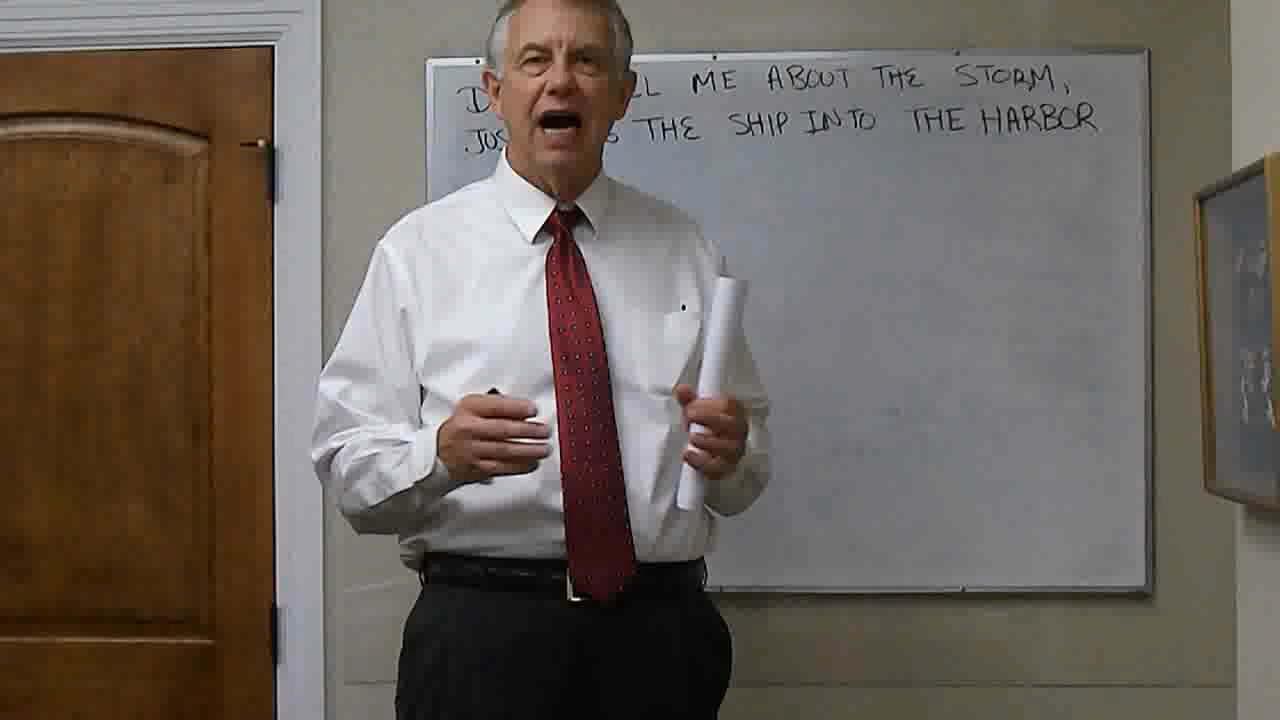 ME ABOUT THE STORM,
THE SHIP INTO THE HARBOR